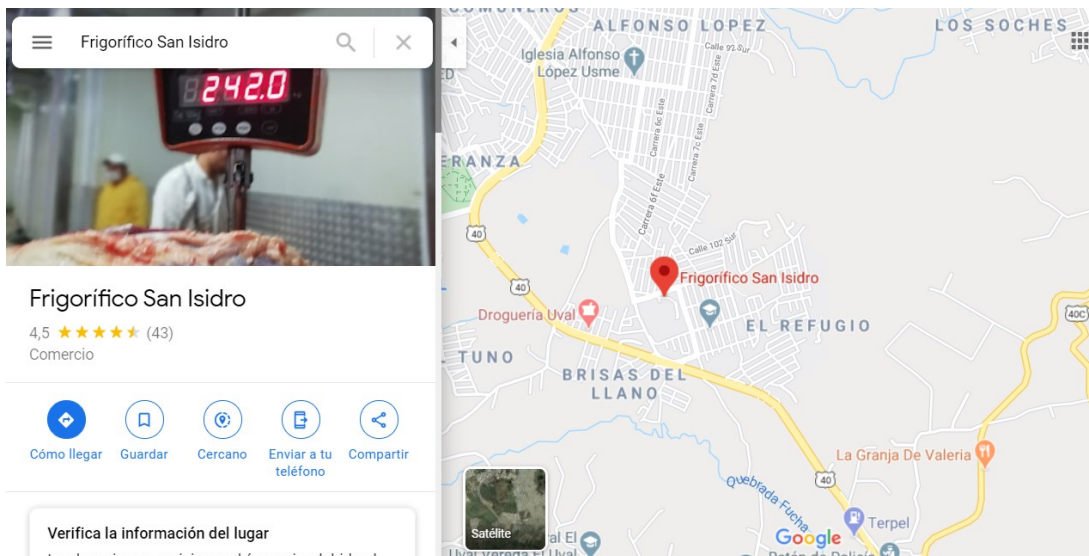 Frigorífico San Isidro
242.0
Frigorífico San Isidro
4,5
(43)
Comercio
Cómo llegar
Guardar
Cercano
Enviar a tu
teléfono
Compartir
Verifica la información del lugar
COMUNEROS
ALFONSO LOPEZ
LOS SOCHES
Calle 92 Sur
Iglesia Alfonso
López Usme
Carrera 7d Este
Carrera 6c Este
Carrera 7c Este
ERANZA
Carrera 6f Este
40
Calle 102 Sur
Frigorífico San Isidro
40
40C
Droguería Uval
EL REFUGIO
TUNO
BRISAS DEL
LLANO
La Granja De Valeria
Quebrada Fucha
40
Satélite
Google
Terpel